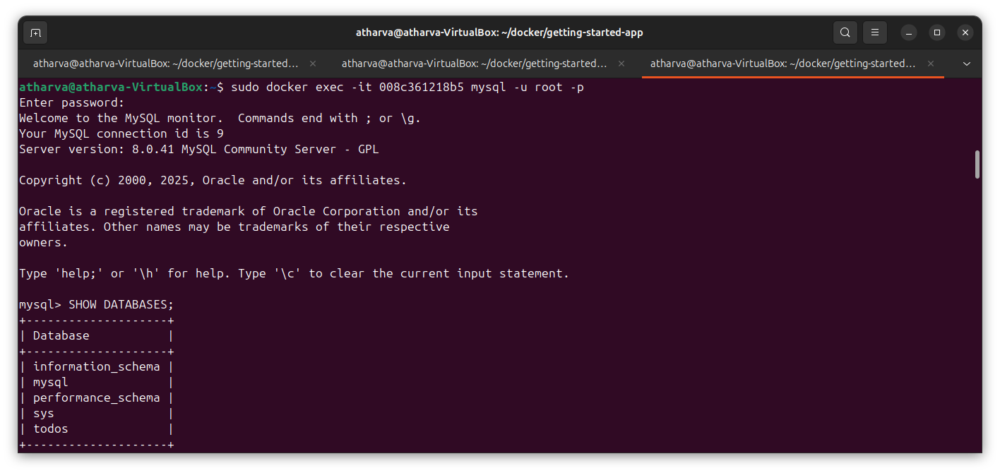 atharva@atharva-VirtualBox: ~/docker/getting-started-app
atharva@atharva-VirtualBox: ~/docker/getting-started...
atharva@atharva-VirtualBox: ~/docker/getting-started...
atharva@atharva-VirtualBox: ~/docker/getting-started...
atharva@atharva-VirtualBox:~$ sudo docker exec -it 008c361218b5 mysql -u root -p
Enter password:
Welcome to the MySQL monitor.  Commands end with ; or \g.
Your MySQL connection id is 9
Server version: 8.0.41 MySQL Community Server - GPL

Copyright (c) 2000, 2025, Oracle and/or its affiliates.

Oracle is a registered trademark of Oracle Corporation and/or its
affiliates. Other names may be trademarks of their respective
owners.

Type 'help;' or '\h' for help. Type '\c' to clear the current input statement.

mysql> SHOW DATABASES;
+--------------------+
| Database           |
+--------------------+
| information_schema |
| mysql              |
| performance_schema |
| sys                |
| todos              |
+--------------------+